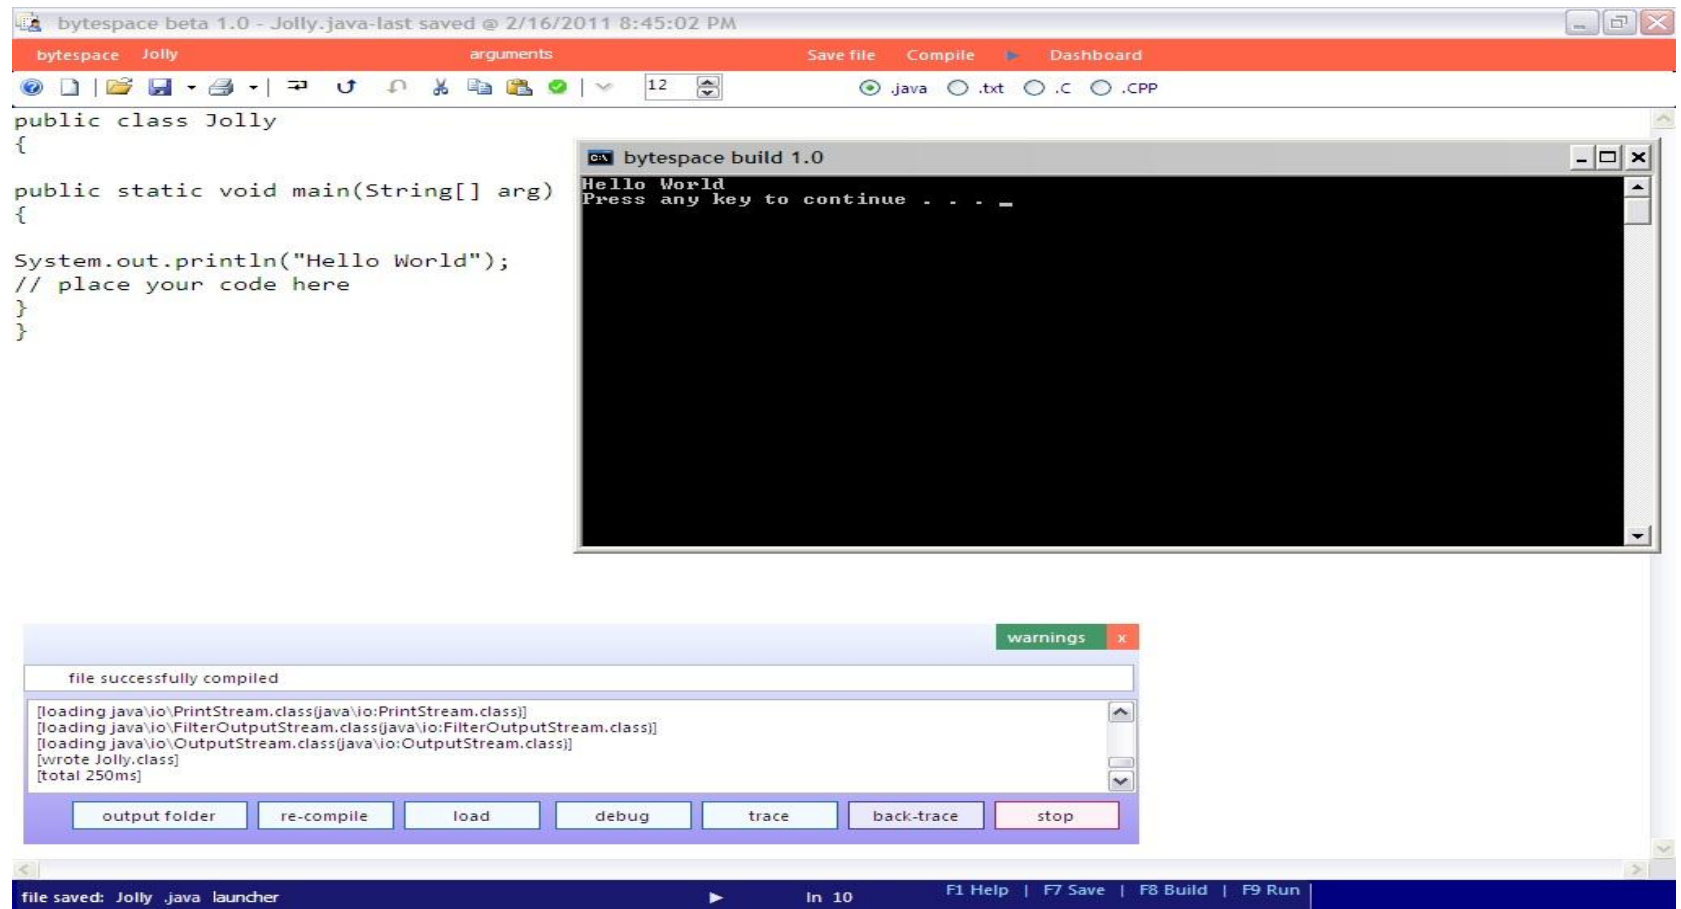 bytespace beta 1.0 - Jolly.java-last saved @ 2/16/2011 8:45:02 PM
bytespace Jolly arguments Save file Compile Dashboard
12 .java .txt .C .CPP
public class Jolly
{
public static void main(String[] arg)
{
System.out.println("Hello World");
// place your code here
}
}
bytespace build 1.0
Hello World
Press any key to continue . . . _
warnings x
file successfully compiled
[loading java\io\PrintStream.class(java\io:PrintStream.class)]
[loading java\io\FilterOutputStream.class(java\io:FilterOutputStream.class)]
[loading java\io\OutputStream.class(java\io:OutputStream.class)]
[wrote Jolly.class]
[total 250ms]
output folder re-compile load debug trace back-trace stop
file saved: Jolly .java launcher ln 10 F1 Help | F7 Save | F8 Build | F9 Run |